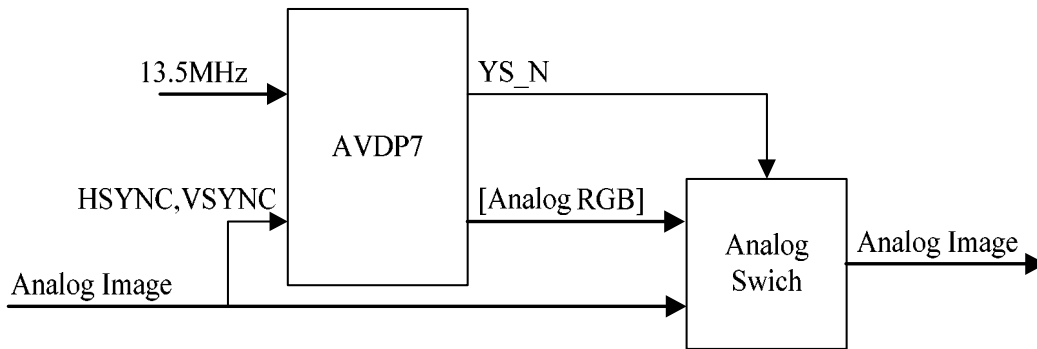 13.5MHz
YS_N
AVDP7
HSYNC,VSYNC
[Analog RGB]
Analog
Swich
Analog Image
Analog Image